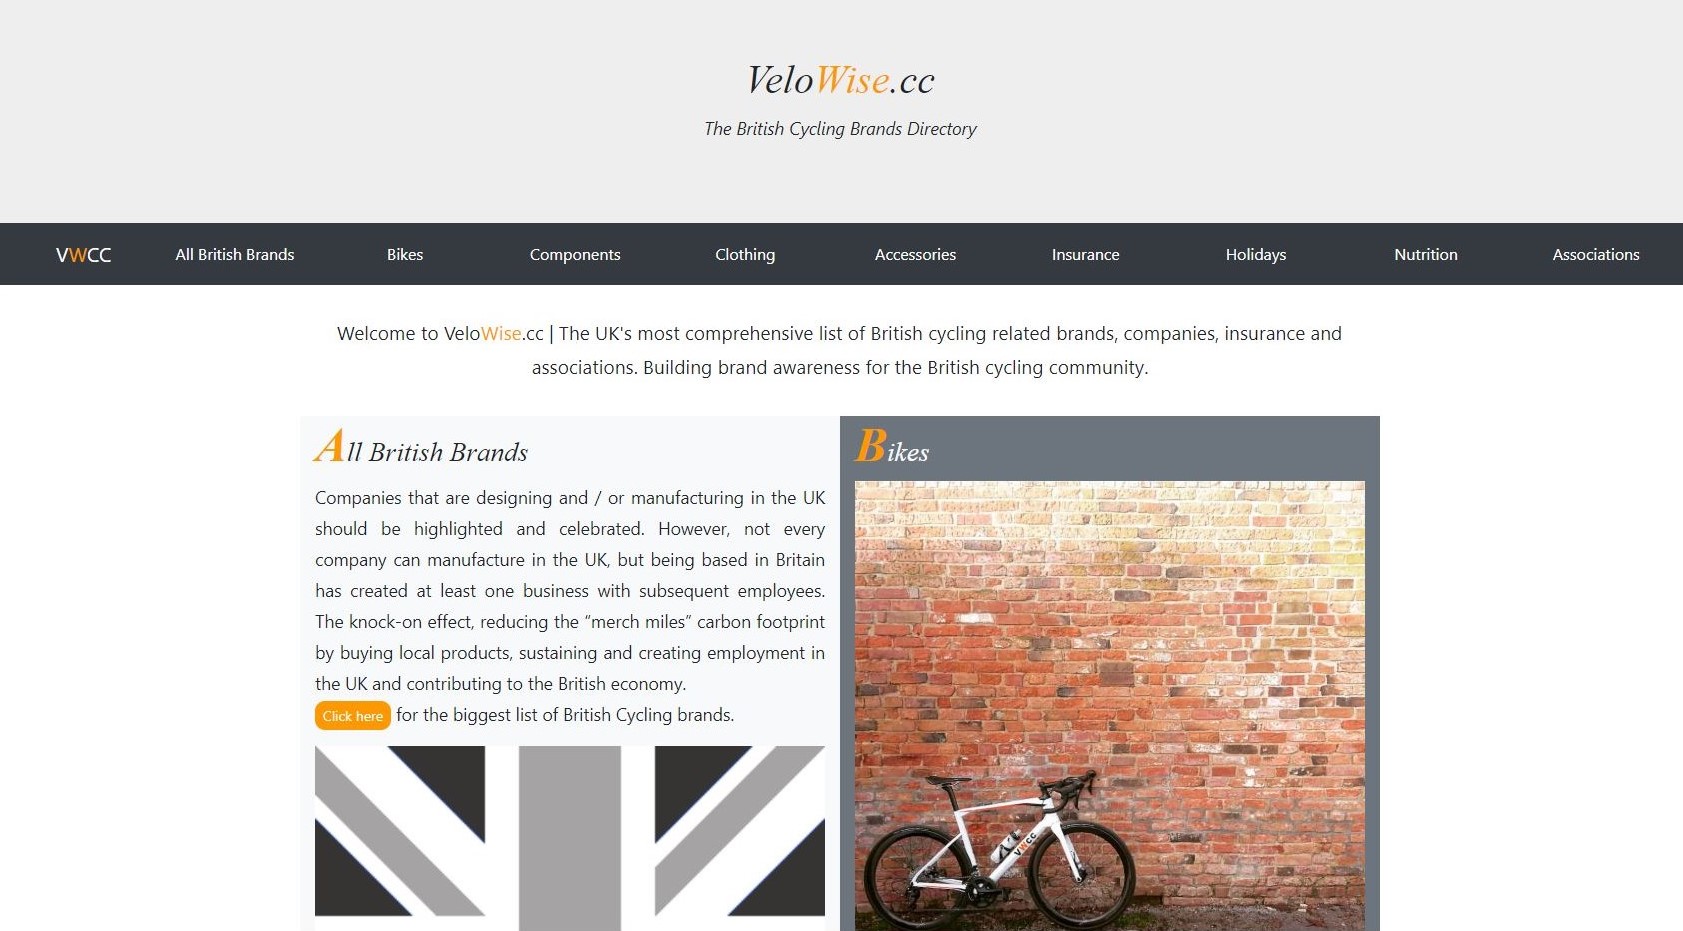 VeloWise.cc
The British Cycling Brands Directory
VWCC All British Brands Bikes Components Clothing Accessories Insurance Holidays Nutrition Associations
Welcome to VeloWise.cc | The UK's most comprehensive list of British cycling related brands, companies, insurance and
associations. Building brand awareness for the British cycling community.
All British Brands
Companies that are designing and / or manufacturing in the UK
should be highlighted and celebrated. However, not every
company can manufacture in the UK, but being based in Britain
has created at least one business with subsequent employees.
The knock-on effect, reducing the “merch miles” carbon footprint
by buying local products, sustaining and creating employment in
the UK and contributing to the British economy.
Click here for the biggest list of British Cycling brands.
Bikes
VWCC